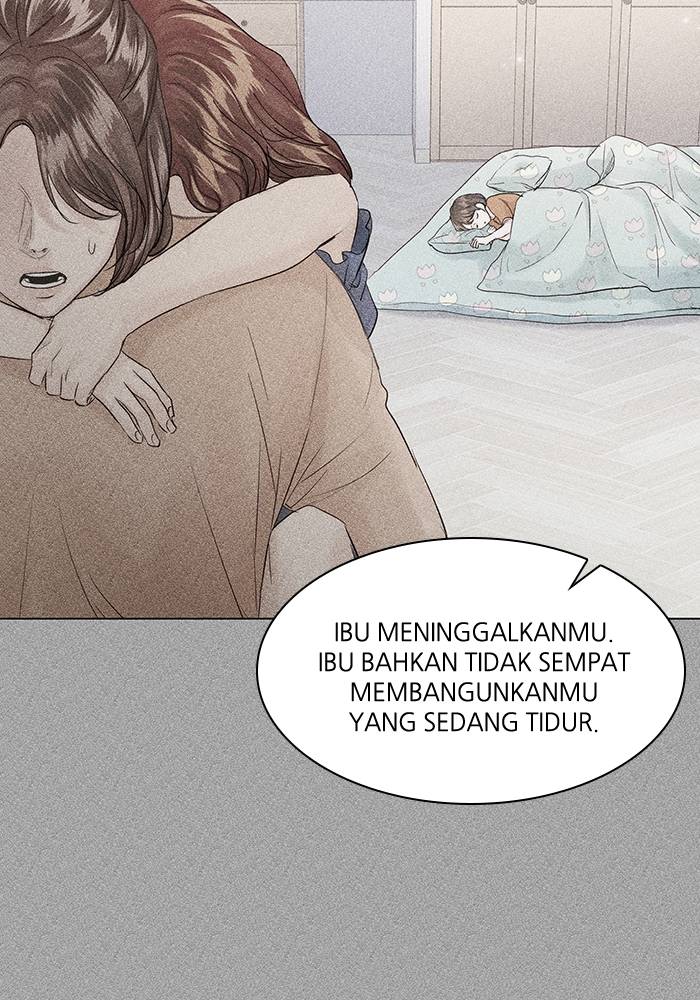 IBU MENINGGALKANMU.
IBU BAHKAN TIDAK SEMPAT
MEMBANGUNKANMU
YANG SEDANG TIDUR.